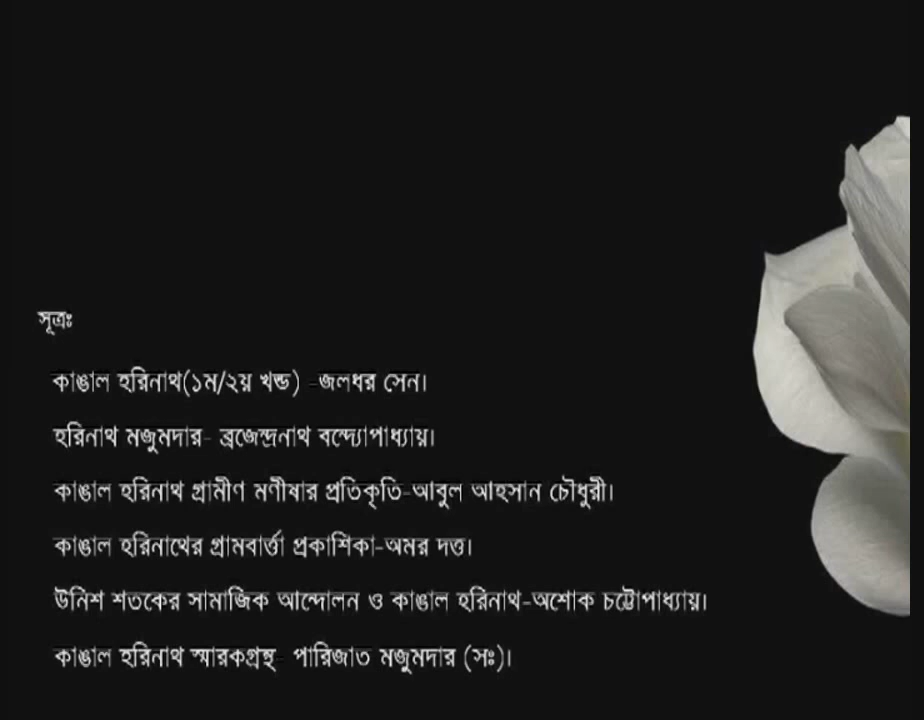 সূত্রঃ
কাঙাল হরিনাথ(১ম/২য় খন্ড) -জলধর সেন।
হরিনাথ মজুমদার- ব্রজেন্দ্রনাথ বন্দ্যোপাধ্যায়।
কাঙাল হরিনাথ গ্রামীণ মণীষার প্রতিকৃতি-আবুল আহসান চৌধুরী।
কাঙাল হরিনাথের গ্রামবার্ত্তা প্রকাশিকা-অমর দত্ত।
উনিশ শতকের সামাজিক আন্দোলন ও কাঙাল হরিনাথ-অশোক চট্টোপাধ্যায়।
কাঙাল হরিনাথ স্মারকগ্রন্থ- পারিজাত মজুমদার (সঃ)।